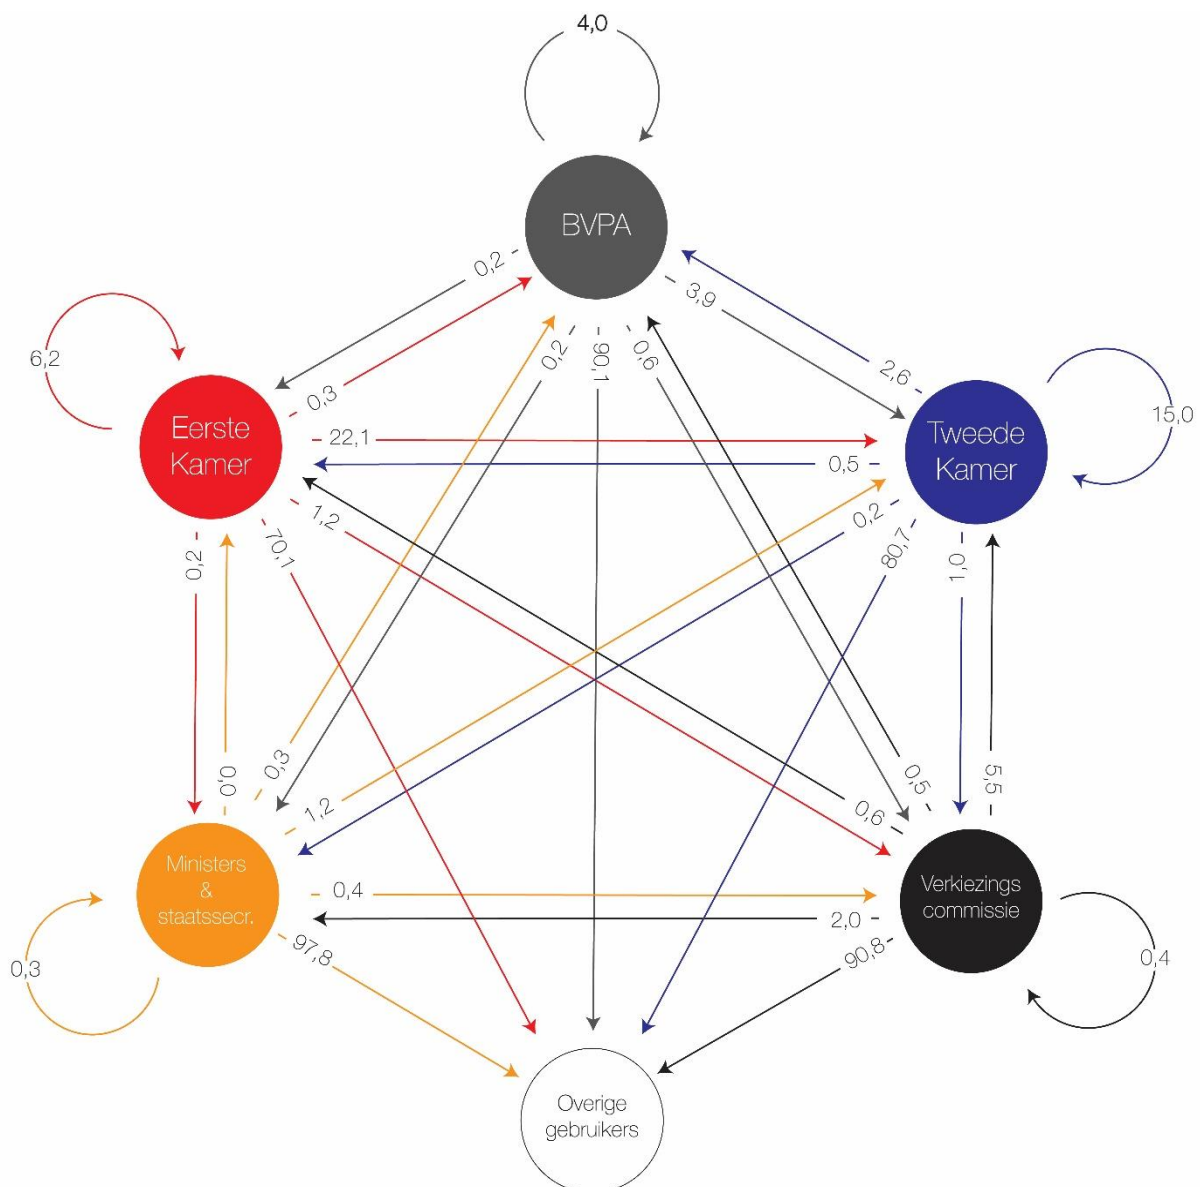 4,0
BVPA
0,2
3,9
0,2
90,1
0,6
6,2
0,3
2,6
15,0
Eerste
Kamer
22,1
Tweede
Kamer
0,5
1,2
0,2
0,2
70,1
80,7
1,0
0,3
0,0
1,2
0,5
5,5
0,6
Ministers
&
staatssecr.
0,4
Verkiezings
commissie
2,0
97,8
90,8
0,3
0,4
Overige
gebruikers